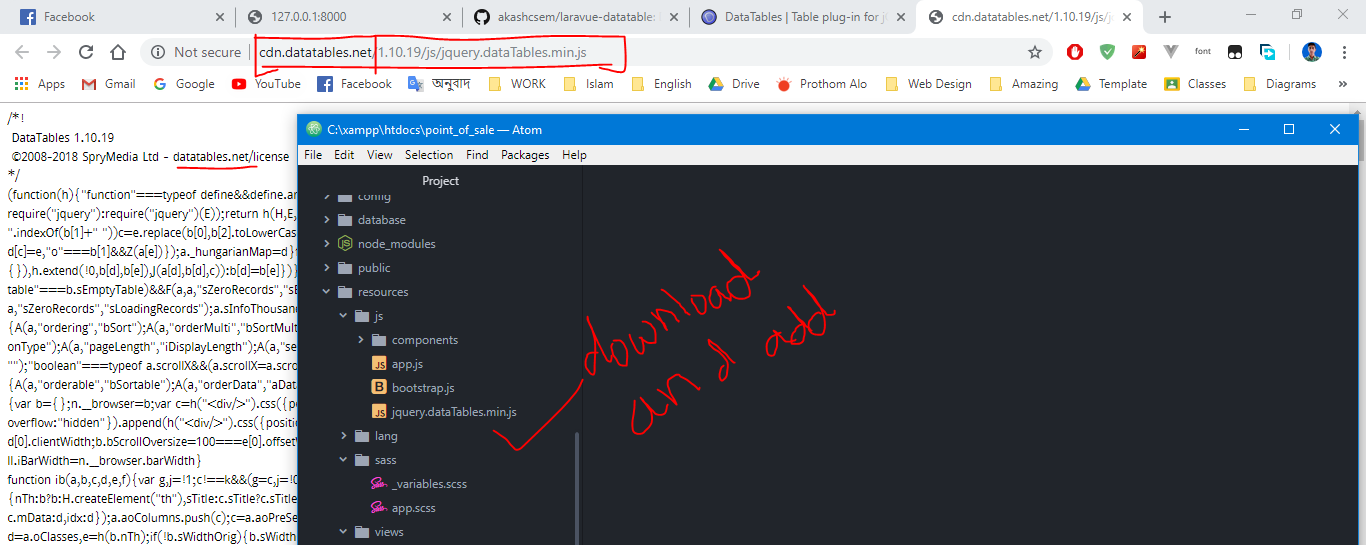 Facebook
127.0.0.1:8000
akashcsem/laravue-datatable:
DataTables | Table plug-in for j
cdn.datatables.net/1.10.19/js/j
Not secure
cdn.datatables.net/1.10.19/js/jquery.dataTables.min.js
font
Apps
Gmail
Google
YouTube
Facebook
অনুবাদ
WORK
Islam
English
Drive
Prothom Alo
Web Design
Amazing
Template
Classes
Diagrams
/*!
DataTables 1.10.19
©2008-2018 SpryMedia Ltd - datatables.net/license
*/
(function(h){"function"===typeof define&&define.an
require("jquery"):require("jquery")(E));return h(H,E,
".indexOf(b[1]+" "))c=e.replace(b[0],b[2].toLowerCas
d[c]=e,"o"===b[1]&&Z(a[e])});a._hungarianMap=d}
{}),h.extend(!0,b[d],b[e]),J(a[d],b[d],c)):b[d]=b[e]})}
table"===b.sEmptyTable)&&F(a,a,"sZeroRecords","sE
a,"sZeroRecords","sLoadingRecords");a.sInfoThousan
{A(a,"ordering","bSort");A(a,"orderMulti","bSortMult
onType");A(a,"pageLength","iDisplayLength");A(a,"se
"");"boolean"===typeof a.scrollX&&(a.scrollX=a.scro
{A(a,"orderable","bSortable");A(a,"orderData","aData
{var b={};n.__browser=b;var c=h("<div/>").css({po
overflow:"hidden"}).append(h("<div/>").css({positio
d[0].clientWidth;b.bScrollOversize=100===e[0].offsetW
ll.iBarWidth=n.__browser.barWidth}
function ib(a,b,c,d,e,f){var g,j=!1;c!==k&&(g=c,j=!0
{nTh:b?b:H.createElement("th"),sTitle:c.sTitle?c.sTitle
c.mData:d,idx:d});a.aoColumns.push(c);c=a.aoPreSe
d=a.oClasses,e=h(b.nTh);if(!b.sWidthOrig){b.sWidth
C:\xampp\htdocs\point_of_sale — Atom
File Edit View Selection Find Packages Help
Project
config
database
node_modules
public
resources
js
components
app.js
bootstrap.js
jquery.dataTables.min.js
lang
sass
_variables.scss
app.scss
views
download
and add